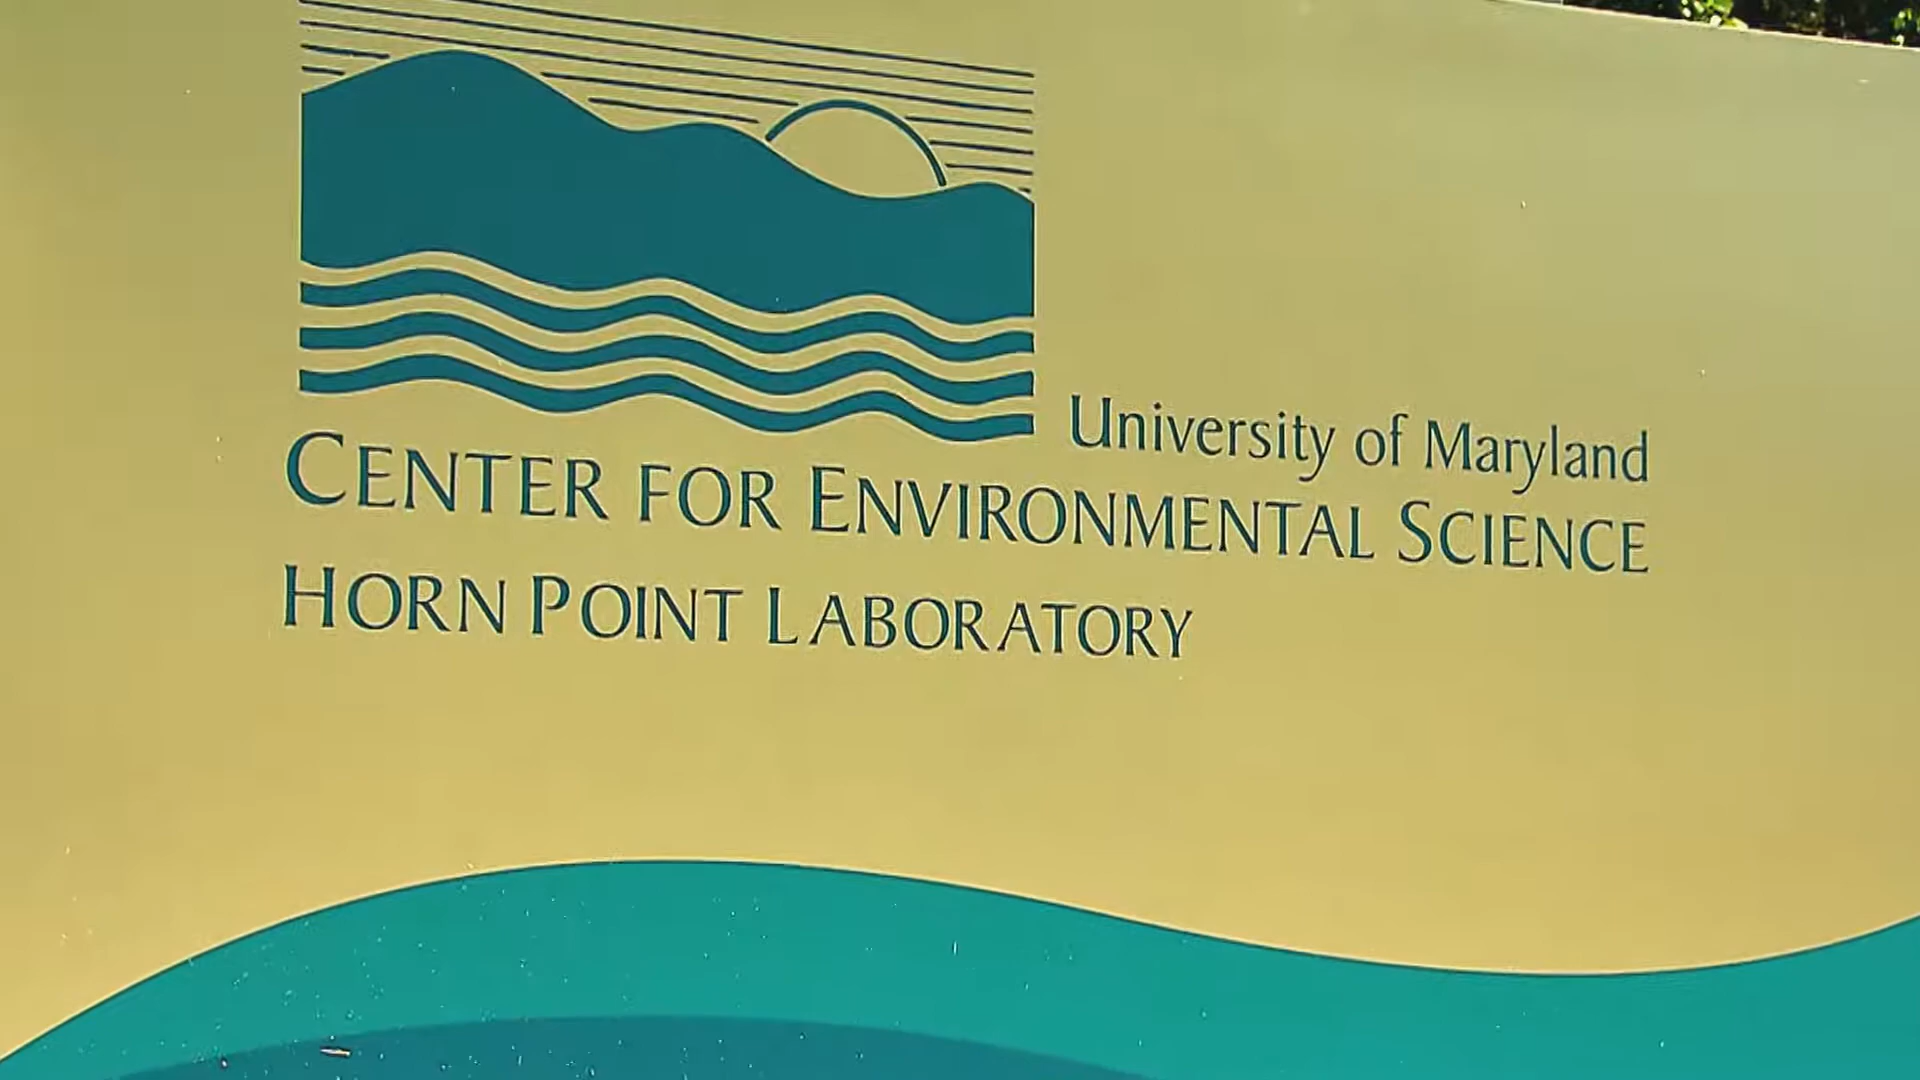 University of Maryland
CENTER FOR ENVIRONMENTAL SCIENCE
HORN POINT LABORATORY